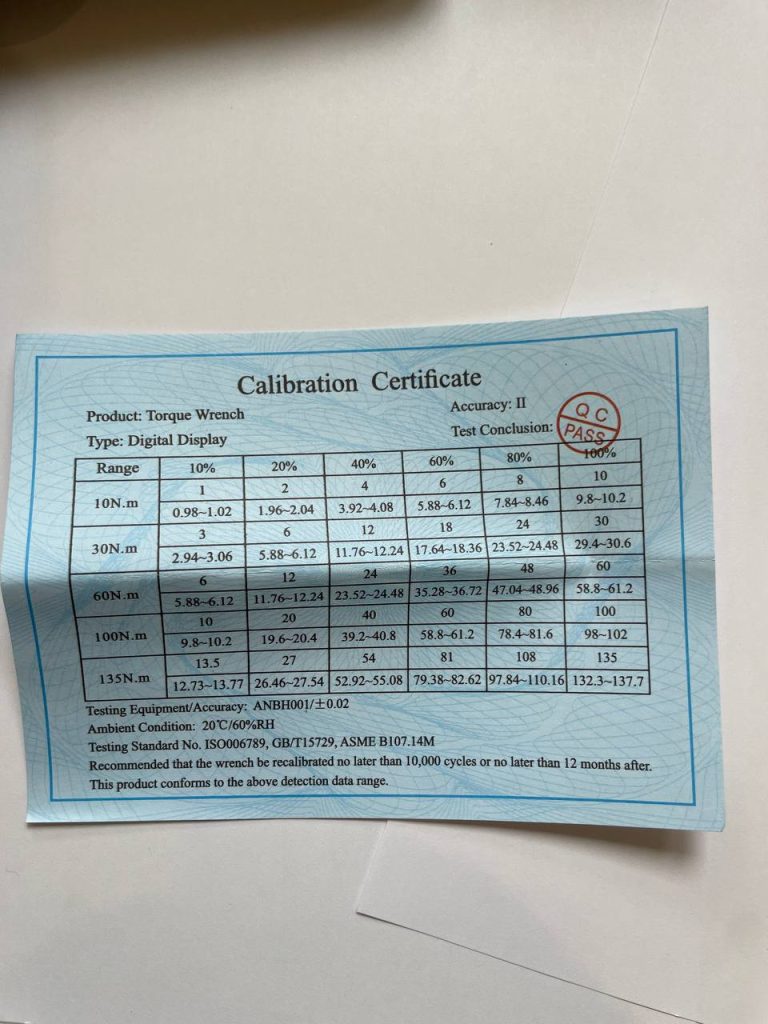 Calibration Certificate
Product: Torque Wrench
Accuracy: II
Type: Digital Display
Test Conclusion:
QC
PASS
Range 10% 20% 40% 60% 80% 100%
10N.m 1 2 4 6 8 10
0.98~1.02 1.96~2.04 3.92~4.08 5.88~6.12 7.84~8.46 9.8~10.2
30N.m 3 6 12 18 24 30
2.94~3.06 5.88~6.12 11.76~12.24 17.64~18.36 23.52~24.48 29.4~30.6
60N.m 6 12 24 36 48 60
5.88~6.12 11.76~12.24 23.52~24.48 35.28~36.72 47.04~48.96 58.8~61.2
100N.m 10 20 40 60 80 100
9.8~10.2 19.6~20.4 39.2~40.8 58.8~61.2 78.4~81.6 98~102
135N.m 13.5 27 54 81 108 135
12.73~13.77 26.46~27.54 52.92~55.08 79.38~82.62 97.84~110.16 132.3~137.7
Testing Equipment/Accuracy: ANBH001/±0.02
Ambient Condition: 20℃/60%RH
Testing Standard No. ISO006789, GB/T15729, ASME B107.14M
Recommended that the wrench be recalibrated no later than 10,000 cycles or no later than 12 months after.
This product conforms to the above detection data range.